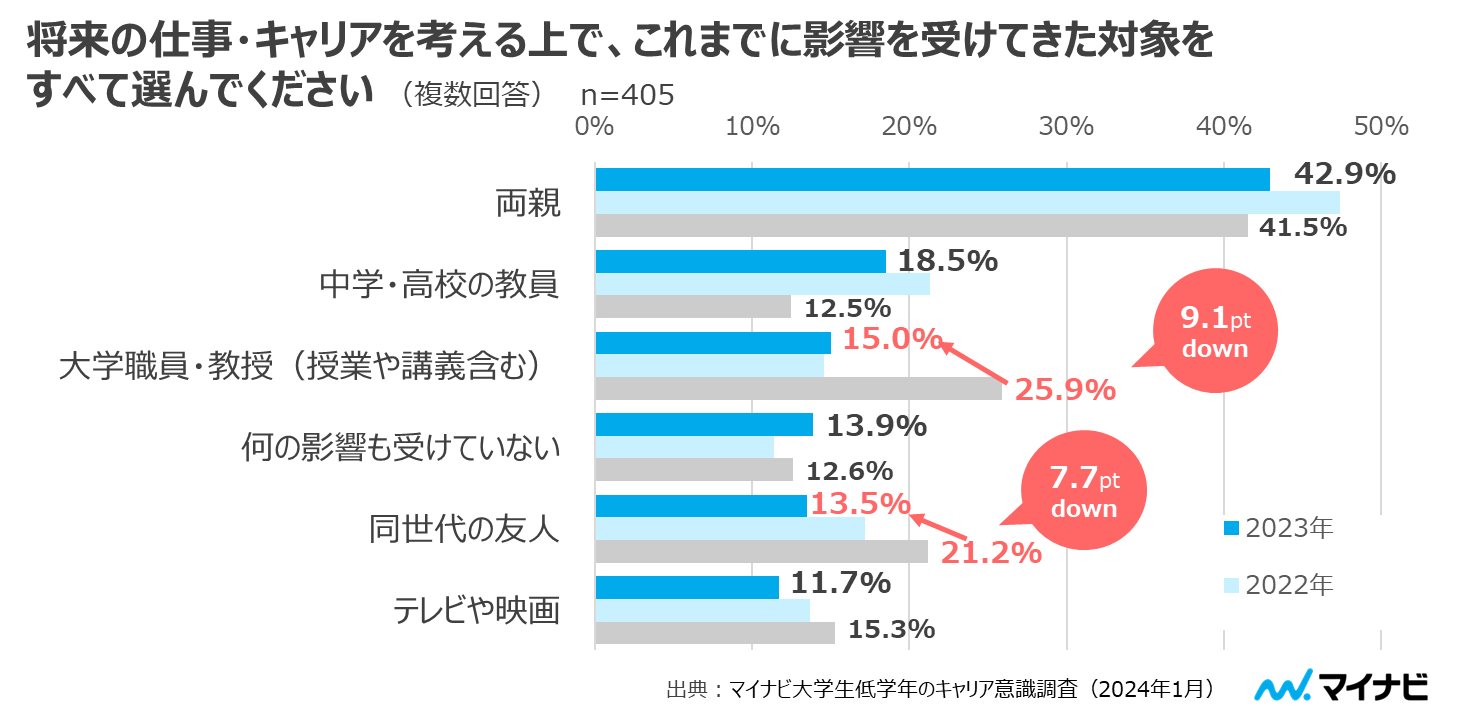 将来の仕事・キャリアを考える上で、これまでに影響を受けてきた対象を
すべて選んでください （複数回答） n=405
0% 10% 20% 30% 40% 50%
両親
42.9%
41.5%
中学・高校の教員
18.5%
12.5%
大学職員・教授（授業や講義含む）
15.0%
25.9%
9.1pt
down
何の影響も受けていない
13.9%
12.6%
同世代の友人
13.5%
21.2%
7.7pt
down
テレビや映画
11.7%
15.3%
2023年
2022年
出典：マイナビ大学生低学年のキャリア意識調査（2024年1月）
マイナビ